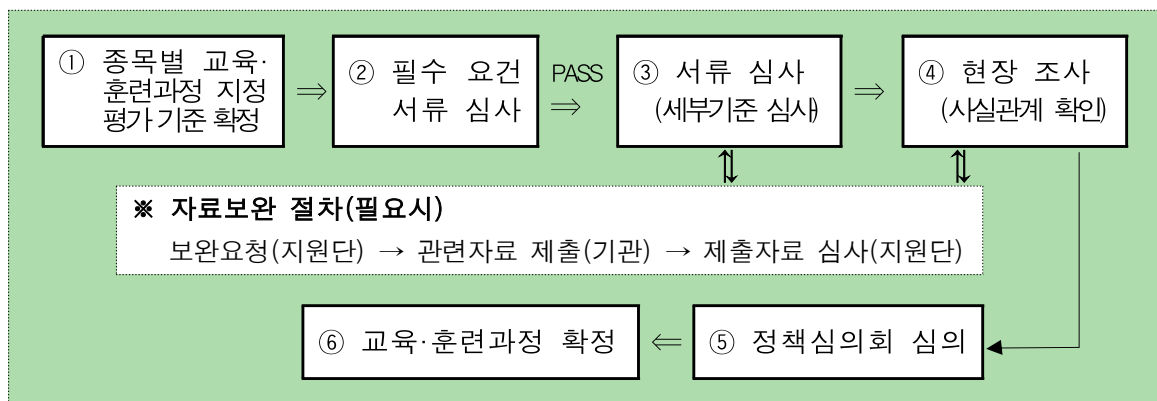 ① 종목별 교육·
훈련과정 지정
평가 기준 확정
⇒
② 필수 요건
서류 심사
PASS
⇒
③ 서류 심사
(세부기준 심사)
⇒
④ 현장 조사
(사실관계 확인)
⇅
⇅
※ 자료보완 절차(필요시)
보완요청(지원단) → 관련자료 제출(기관) → 제출자료 심사(지원단)
⑤ 정책심의회 심의
⇐
⑥ 교육·훈련과정 확정